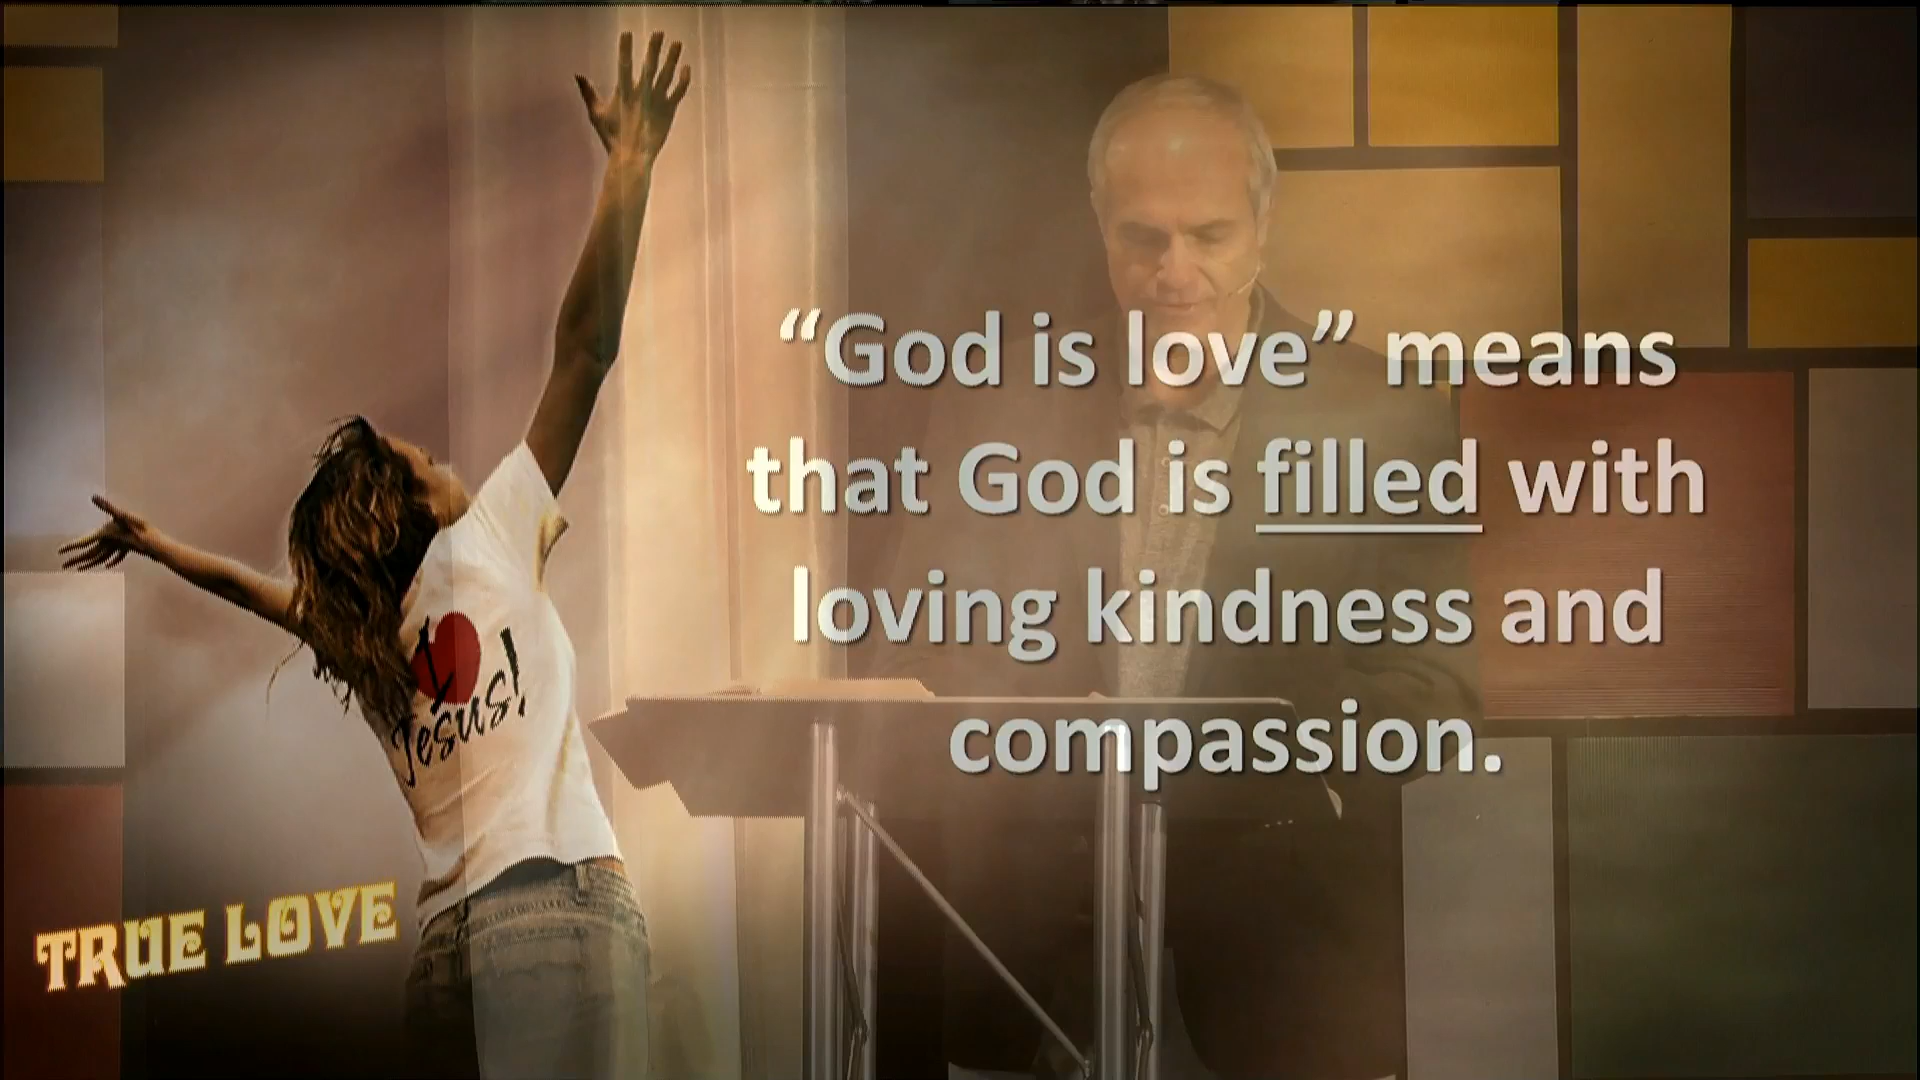 “God is love” means
that God is filled with
loving kindness and
compassion.
I
Jesus!
TRUE LOVE